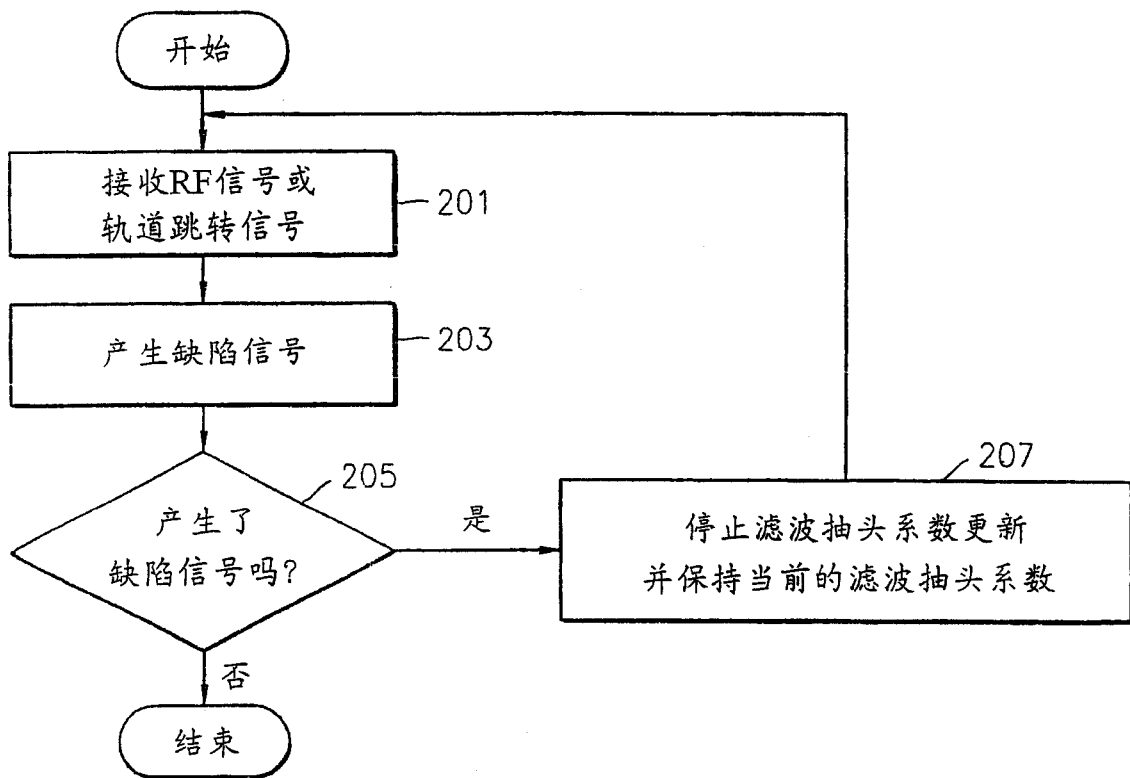 开始
接收RF信号或
轨道跳转信号
201
产生缺陷信号
203
产生了
缺陷信号吗?
205
是
207
停止滤波抽头系数更新
并保持当前的滤波抽头系数
否
结束